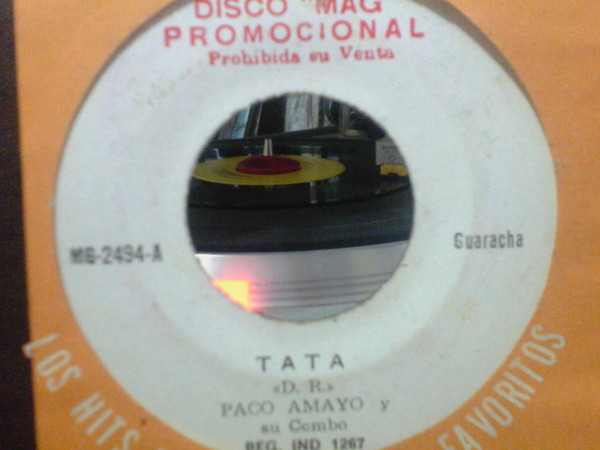 DISCO "MAG"
PROMOCIONAL
Prohibida su Venta
MG-2494-A
Guaracha
TATA
«D. R.»
PACO AMAYO y
su Combo
REG. IND 1267
LOS HITS
FAVORITOS